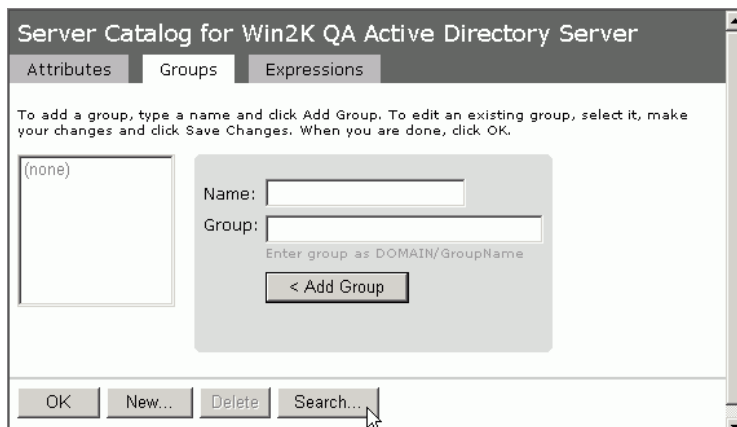 Server Catalog for Win2K QA Active Directory Server
Attributes
Groups
Expressions
To add a group, type a name and click Add Group. To edit an existing group, select it, make
your changes and click Save Changes. When you are done, click OK.
(none)
Name:
Group:
Enter group as DOMAIN/GroupName
< Add Group
OK
New...
Delete
Search...